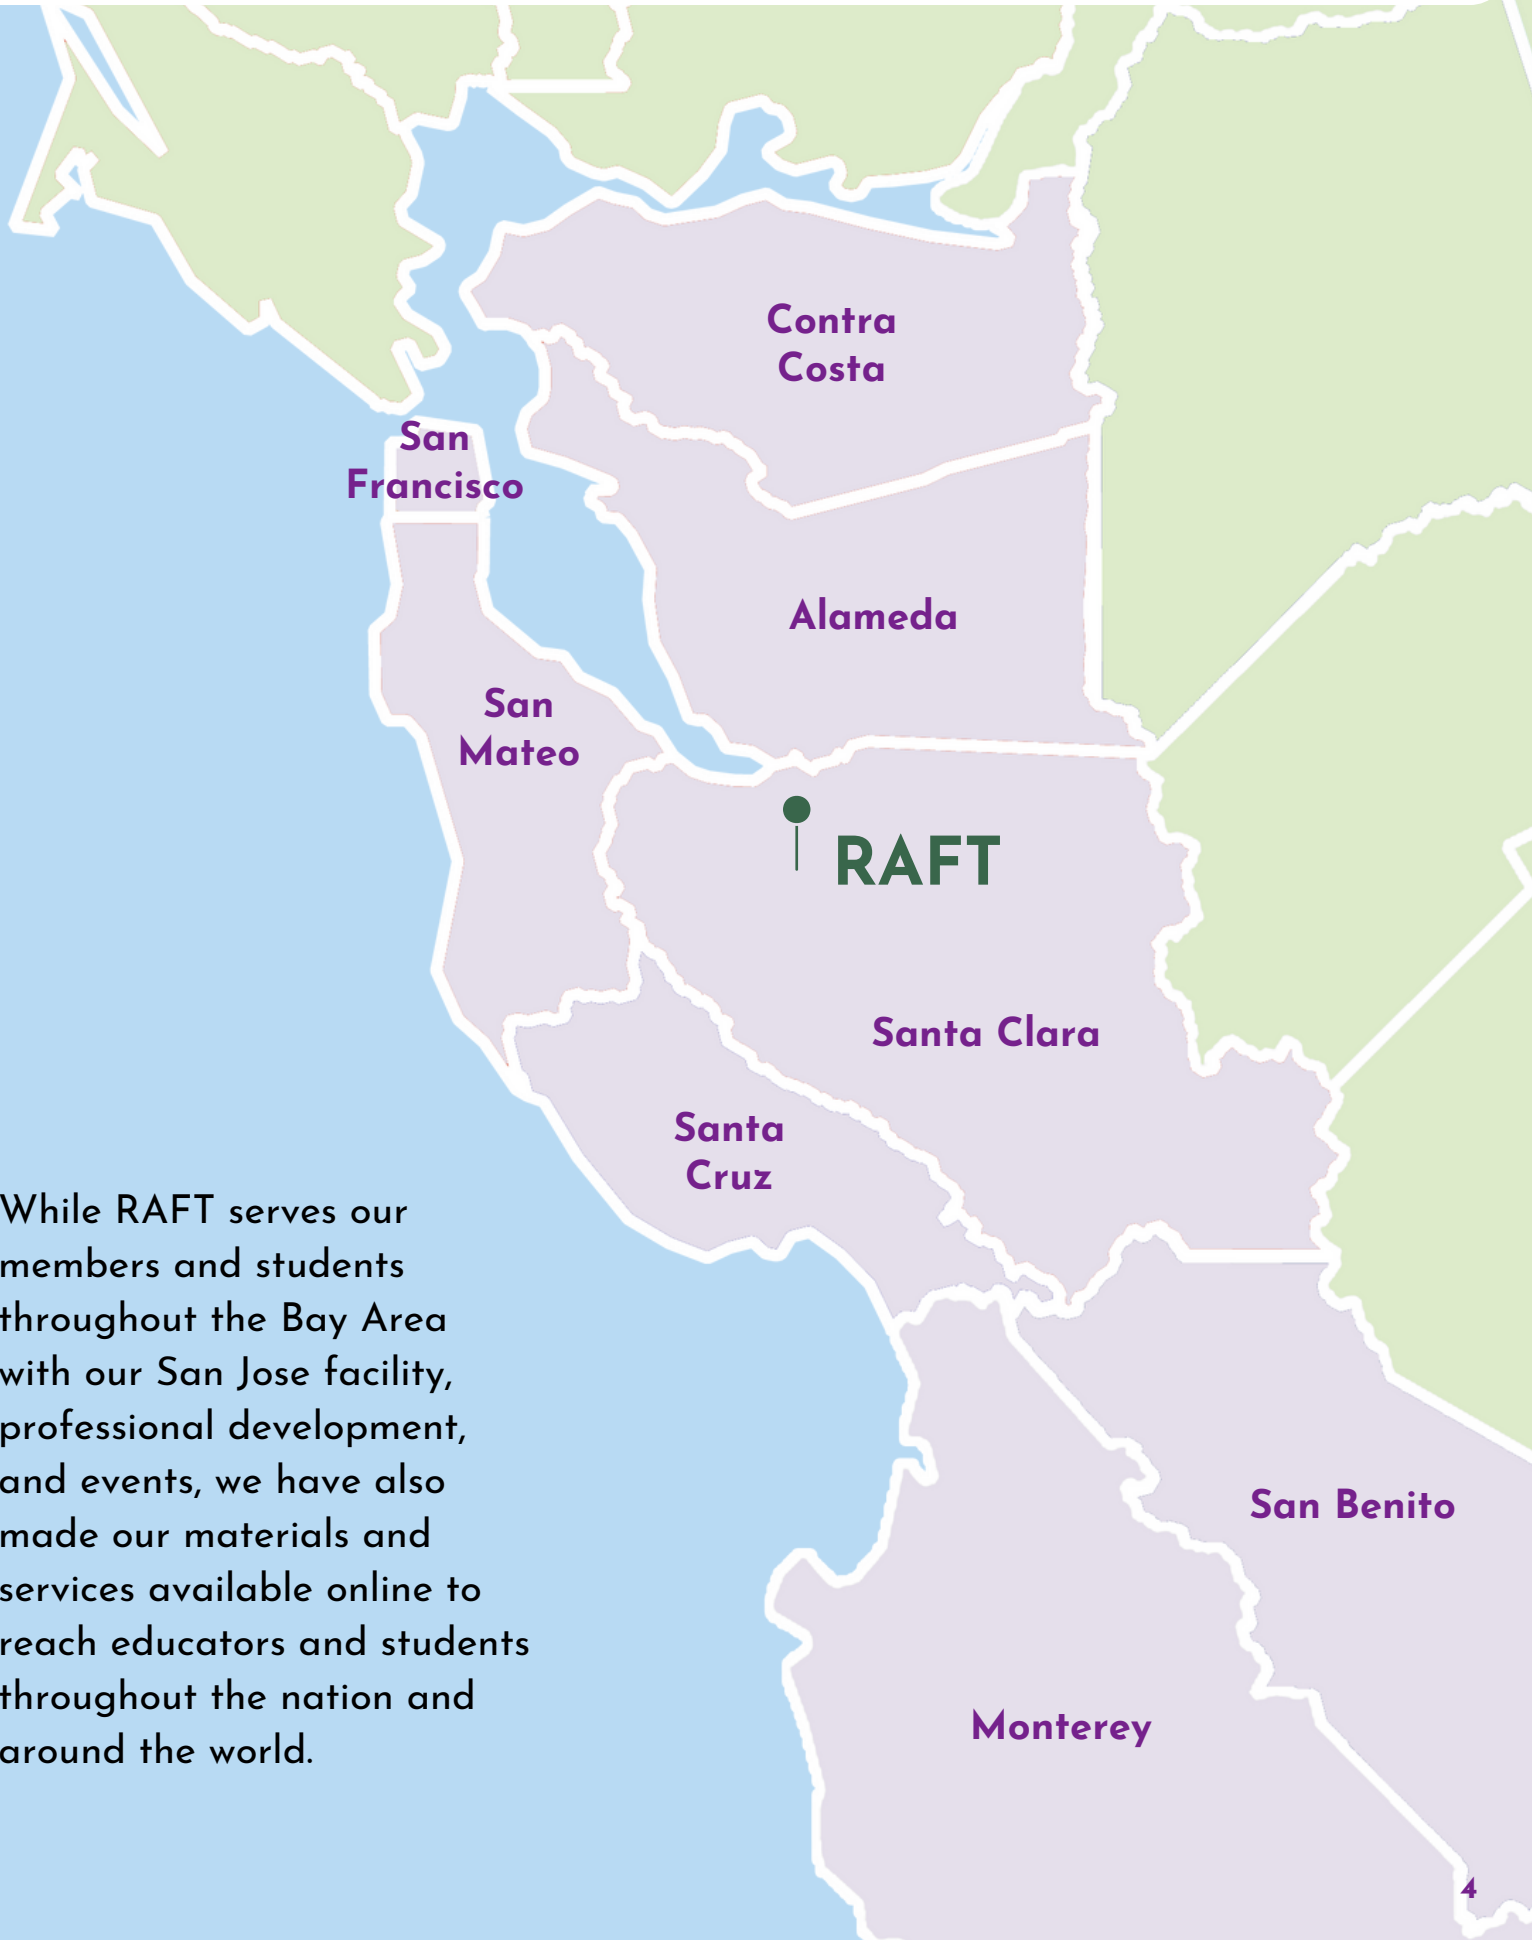 Contra
Costa
San
Francisco
Alameda
San
Mateo
RAFT
Santa Clara
Santa
Cruz
While RAFT serves our
members and students
throughout the Bay Area
with our San Jose facility,
professional development,
and events, we have also
made our materials and
services available online to
reach educators and students
throughout the nation and
around the world.
San Benito
Monterey
4